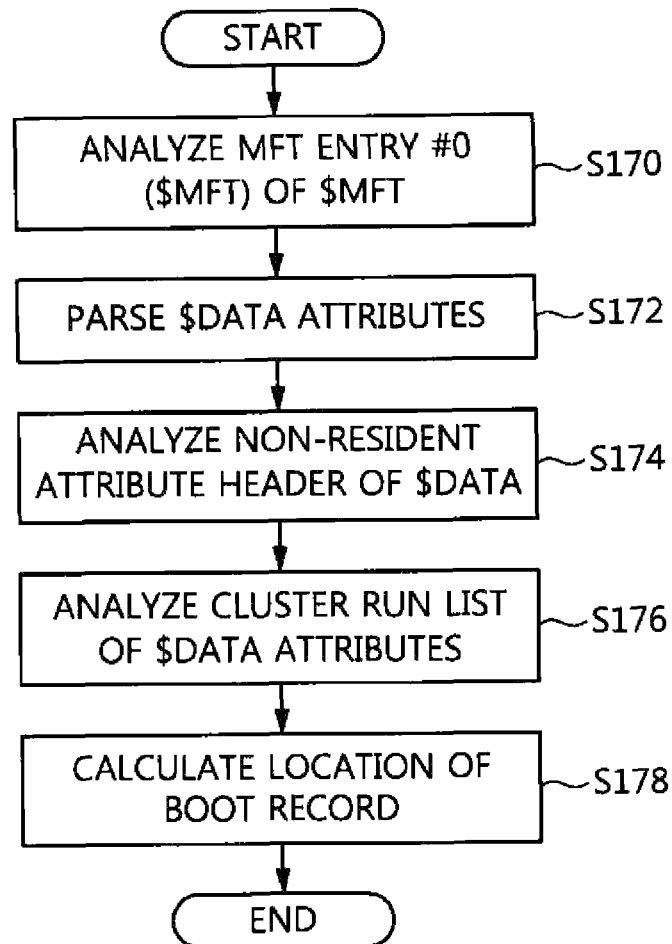 START
ANALYZE MFT ENTRY #0
($MFT) OF $MFT
S170
PARSE $DATA ATTRIBUTES
S172
ANALYZE NON-RESIDENT
ATTRIBUTE HEADER OF $DATA
S174
ANALYZE CLUSTER RUN LIST
OF $DATA ATTRIBUTES
S176
CALCULATE LOCATION OF
BOOT RECORD
S178
END